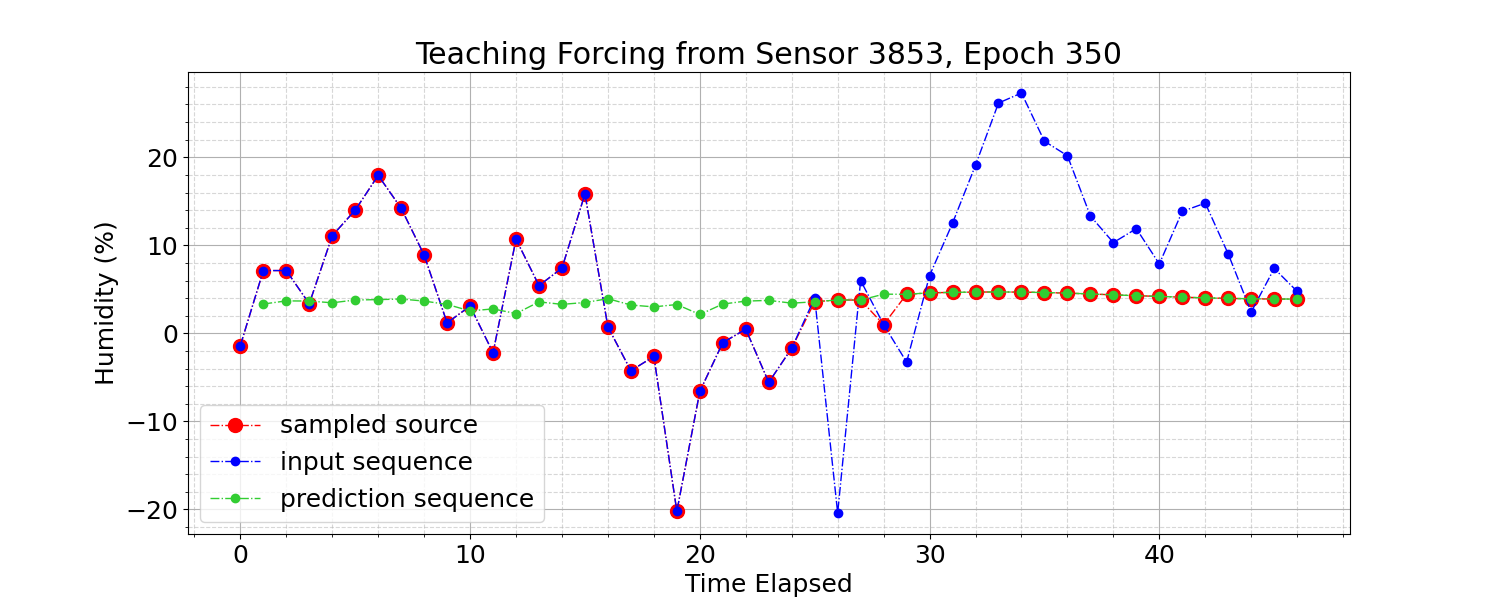 Teaching Forcing from Sensor 3853, Epoch 350
Humidity (%)
20
10
0
−10
−20
sampled source
input sequence
prediction sequence
0 10 20 30 40
Time Elapsed